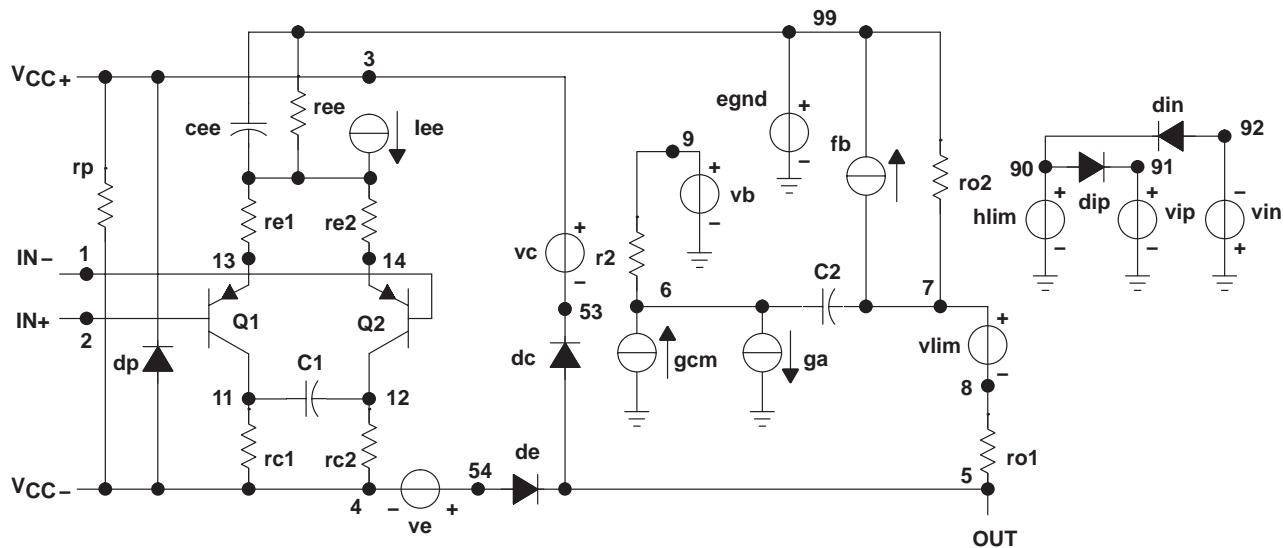 99
3
VCC+
cee
ree
Iee
egnd
+
−
din
92
rp
9
+
vb
−
fb
ro2
90
dip
91
hlim
+
−
vip
+
−
vin
−
+
re1
re2
1
IN−
13
14
vc
+
−
r2
6
C2
7
IN+
2
Q1
Q2
53
dp
C1
dc
gcm
ga
vlim
+
−
8
11
12
rc1
rc2
de
54
ro1
5
VCC−
4
−
+
ve
OUT